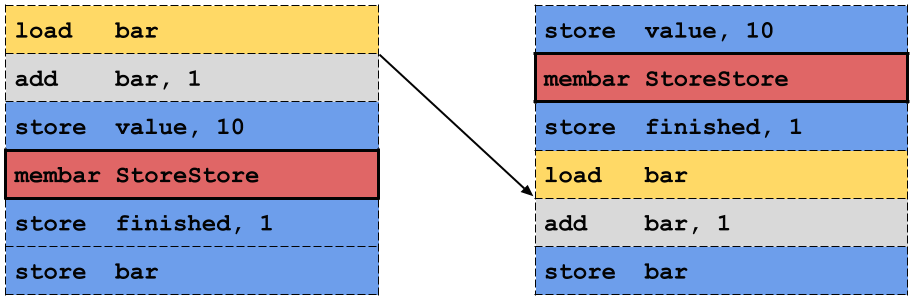 load bar
add bar, 1
store value, 10
membar StoreStore
store finished, 1
store bar
store value, 10
membar StoreStore
store finished, 1
load bar
add bar, 1
store bar